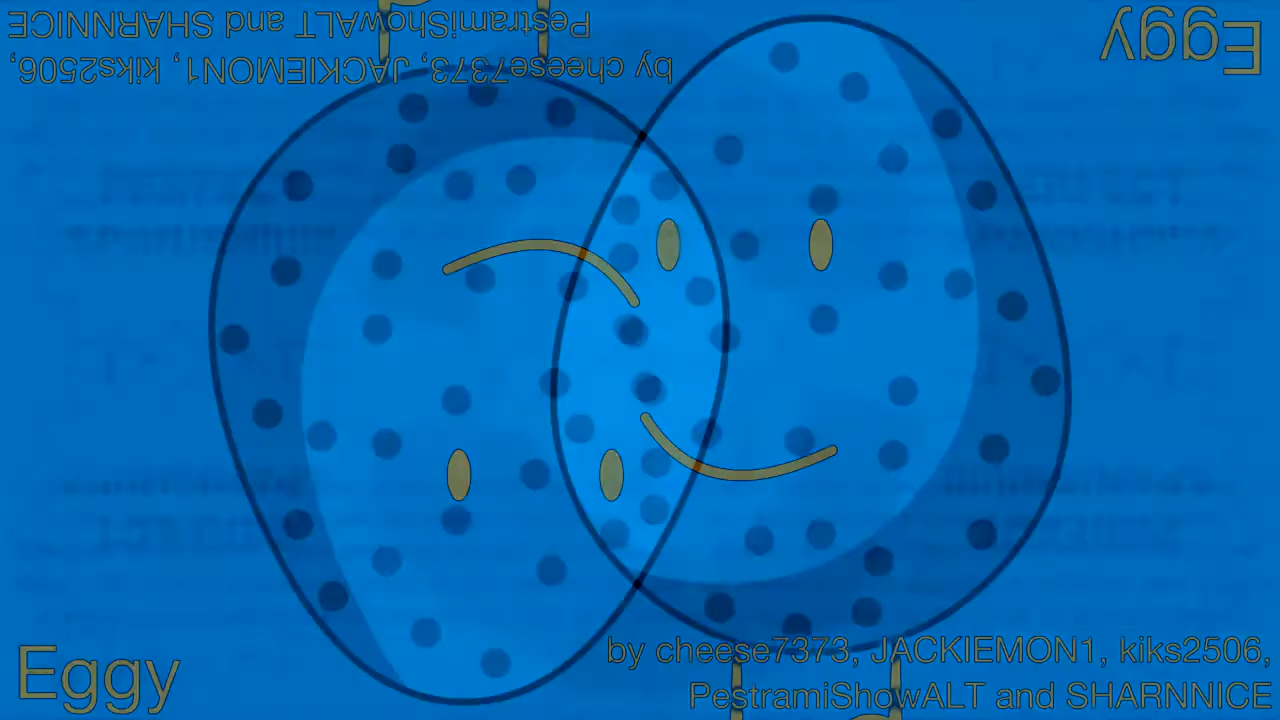 PestramiShowALT and SHARNNICE
by cheese7373, JACKIEMON1, kiks2506,
Eggy
Eggy
by cheese7373, JACKIEMON1, kiks2506,
PestramiShowALT and SHARNNICE